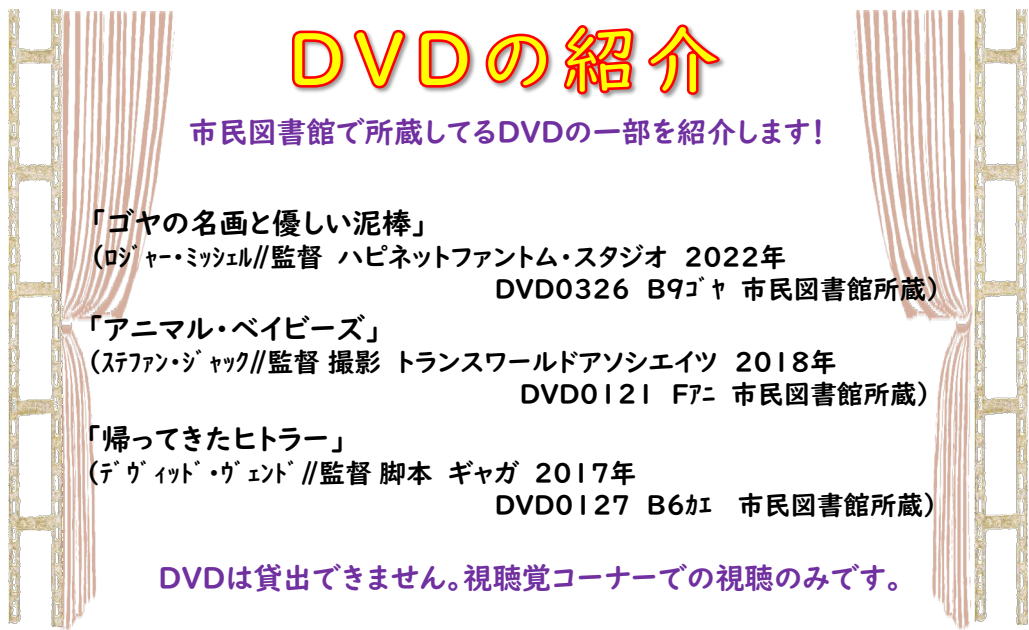 DVDの紹介
市民図書館で所蔵してるDVDの一部を紹介します!
「ゴヤの名画と優しい泥棒」
(ﾛｼﾞｬｰ・ﾐｯｼｪﾙ//監督 ハピネットファントム・スタジオ 2022年
DVD0326 B9ｺﾞﾔ 市民図書館所蔵)
「アニマル・ベイビーズ」
(ｽﾃﾌｧﾝ・ｼﾞｬｯｸ//監督 撮影 トランスワールドアソシエイツ 2018年
DVD0121 Fｱﾆ 市民図書館所蔵)
「帰ってきたヒトラー」
(ﾃﾞｳﾞｨｯﾄﾞ・ｳﾞｪﾝﾄﾞ//監督 脚本 ギャガ 2017年
DVD0127 B6ｶｴ 市民図書館所蔵)
DVDは貸出できません。視聴覚コーナーでの視聴のみです。